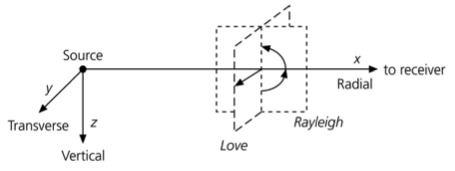 Source
x
to receiver
Radial
y
Transverse
z
Vertical
Rayleigh
Love